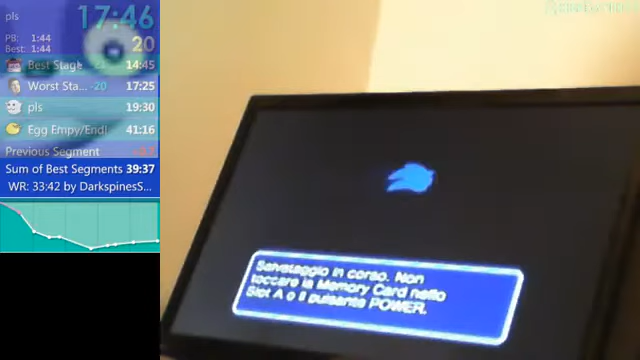 pls
17:46
PB: 1:44
Best: 1:44
20
Best Stage
14:45
Worst Sta... -20 17:25
pls 19:30
Egg Empy/End! 41:16
Previous Segment
Sum of Best Segments 39:37
WR: 33:42 by DarkspinesS...
Salvataggio in corso. Non
toccare la Memory Card nello
Slot A o il pulsante POWER.